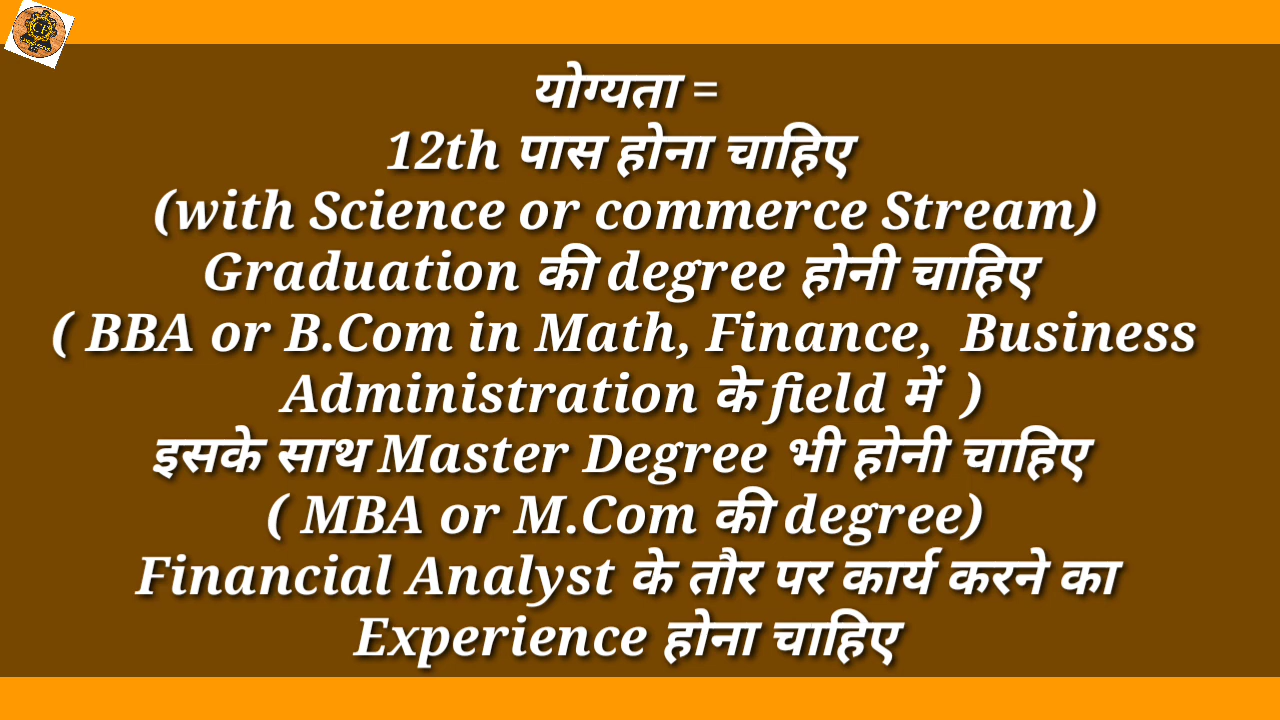 योग्यता =
12th पास होना चाहिए
(with Science or commerce Stream)
Graduation की degree होनी चाहिए
( BBA or B.Com in Math, Finance,  Business
Administration के field में  )
इसके साथ Master Degree भी होनी चाहिए
( MBA or M.Com की degree)
Financial Analyst के तौर पर कार्य करने का
Experience होना चाहिए